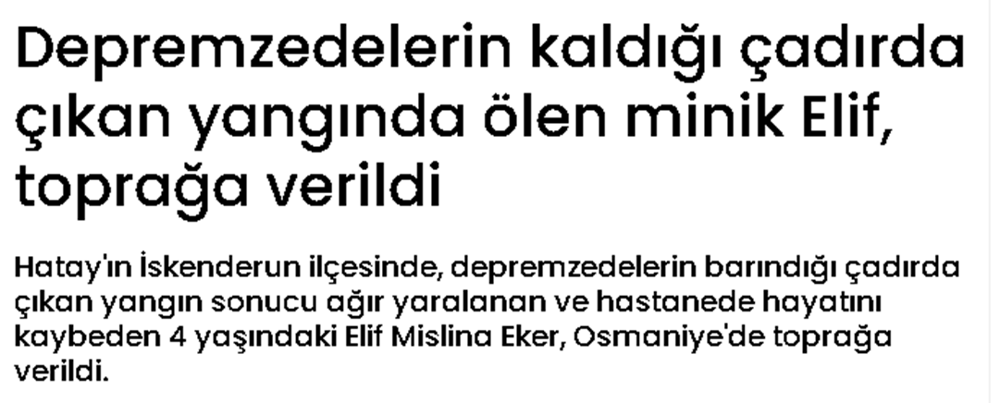 Depremzedelerin kaldığı çadırda
çıkan yangında ölen minik Elif,
toprağa verildi
Hatay'ın İskenderun ilçesinde, depremzedelerin barındığı çadırda
çıkan yangın sonucu ağır yaralanan ve hastanede hayatını
kaybeden 4 yaşındaki Elif Mislina Eker, Osmaniye'de toprağa
verildi.